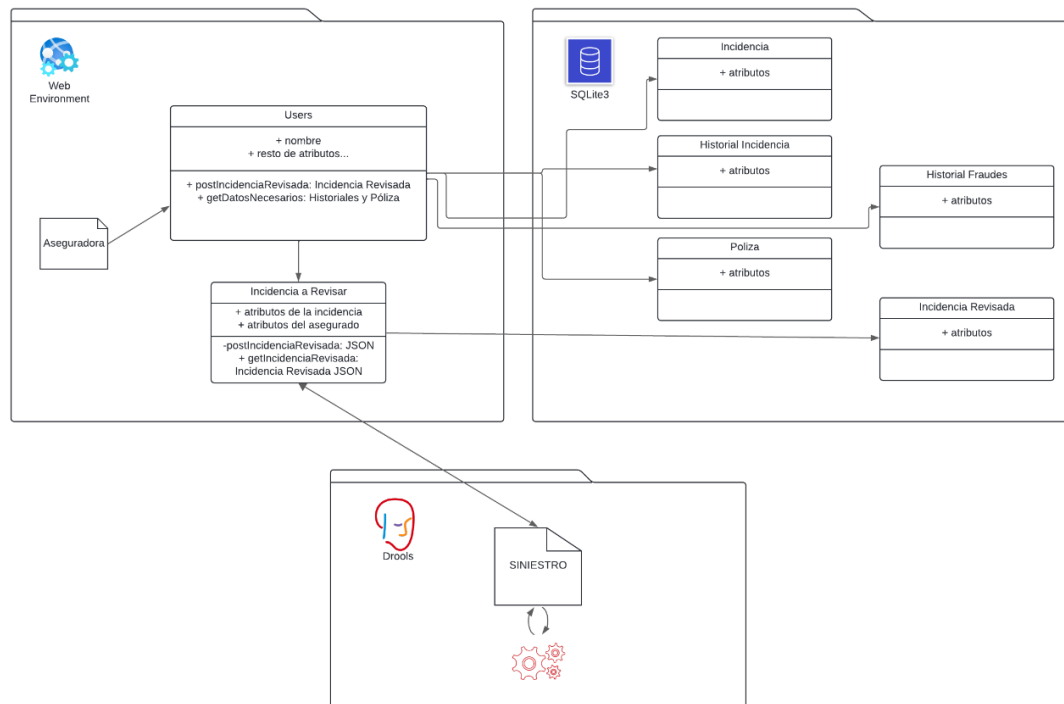 Web
Environment
Users
+ nombre
+ resto de atributos...
+ postIncidenciaRevisada: Incidencia Revisada
+ getDatosNecesarios: Historiales y Póliza
Aseguradora
Incidencia a Revisar
+ atributos de la incidencia
+ atributos del asegurado
-postIncidenciaRevisada: JSON
+ getIncidenciaRevisada:
Incidencia Revisada JSON
SQLite3
Incidencia
+ atributos
Historial Incidencia
+ atributos
Poliza
+ atributos
Historial Fraudes
+ atributos
Incidencia Revisada
+ atributos
Drools
SINIESTRO